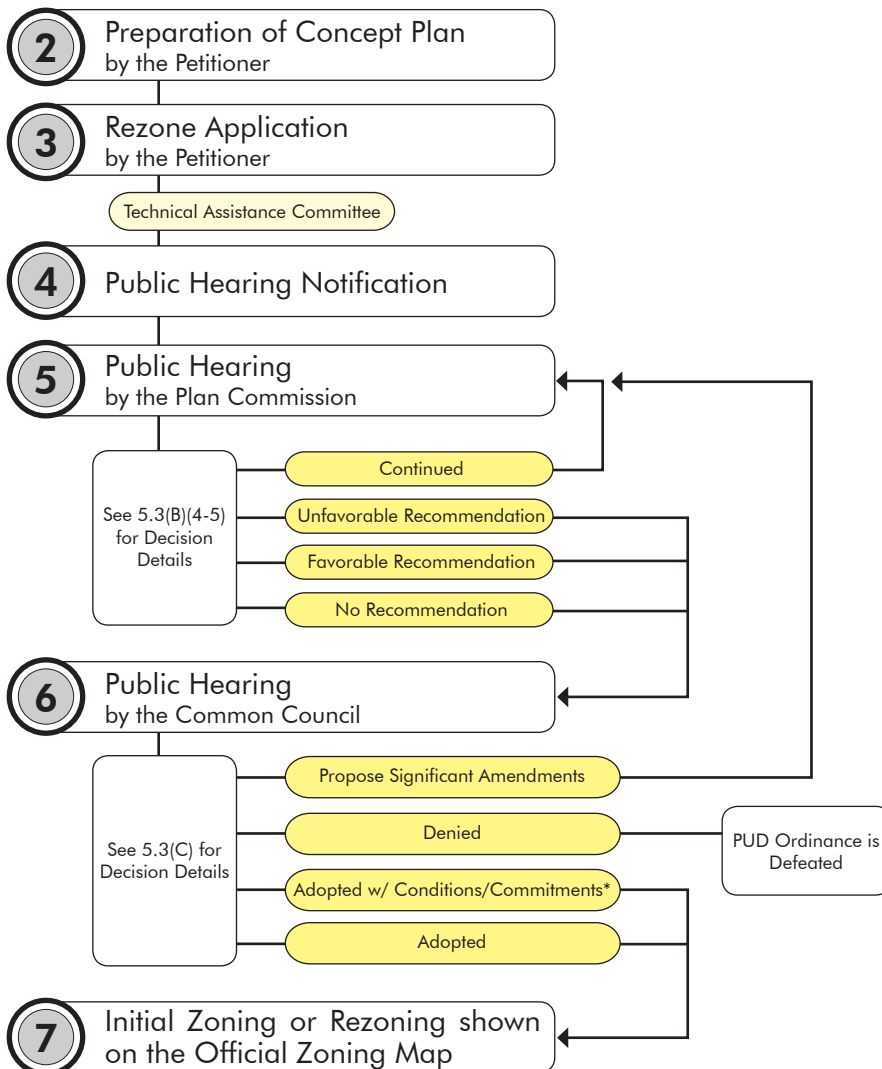 2
Preparation of Concept Plan
by the Petitioner
3
Rezone Application
by the Petitioner
Technical Assistance Committee
4
Public Hearing Notification
5
Public Hearing
by the Plan Commission
See 5.3(B)(4-5)
for Decision
Details
Continued
Unfavorable Recommendation
Favorable Recommendation
No Recommendation
6
Public Hearing
by the Common Council
See 5.3(C) for
Decision Details
Propose Significant Amendments
Denied
PUD Ordinance is
Defeated
Adopted w/ Conditions/Commitments*
Adopted
7
Initial Zoning or Rezoning shown
on the Official Zoning Map